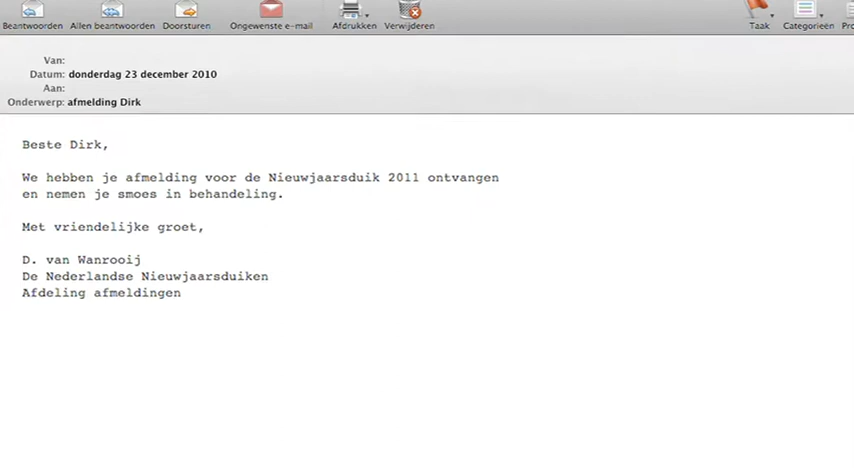 Beantwoorden Allen beantwoorden Doorsturen Ongewenste e-mail Afdrukken Verwijderen Taak Categorieën
Van:
Datum: donderdag 23 december 2010
Aan:
Onderwerp: afmelding Dirk
Beste Dirk,
We hebben je afmelding voor de Nieuwjaarsduik 2011 ontvangen
en nemen je smoes in behandeling.
Met vriendelijke groet,
D. van Wanrooij
De Nederlandse Nieuwjaarsduiken
Afdeling afmeldingen